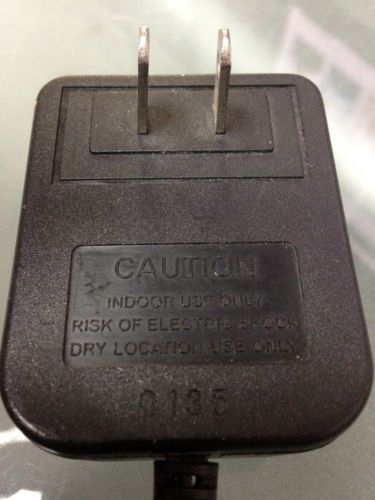 CAUTION
INDOOR USE ONLY
RISK OF ELECTRIC SHOCK
DRY LOCATION USE ONLY
0135